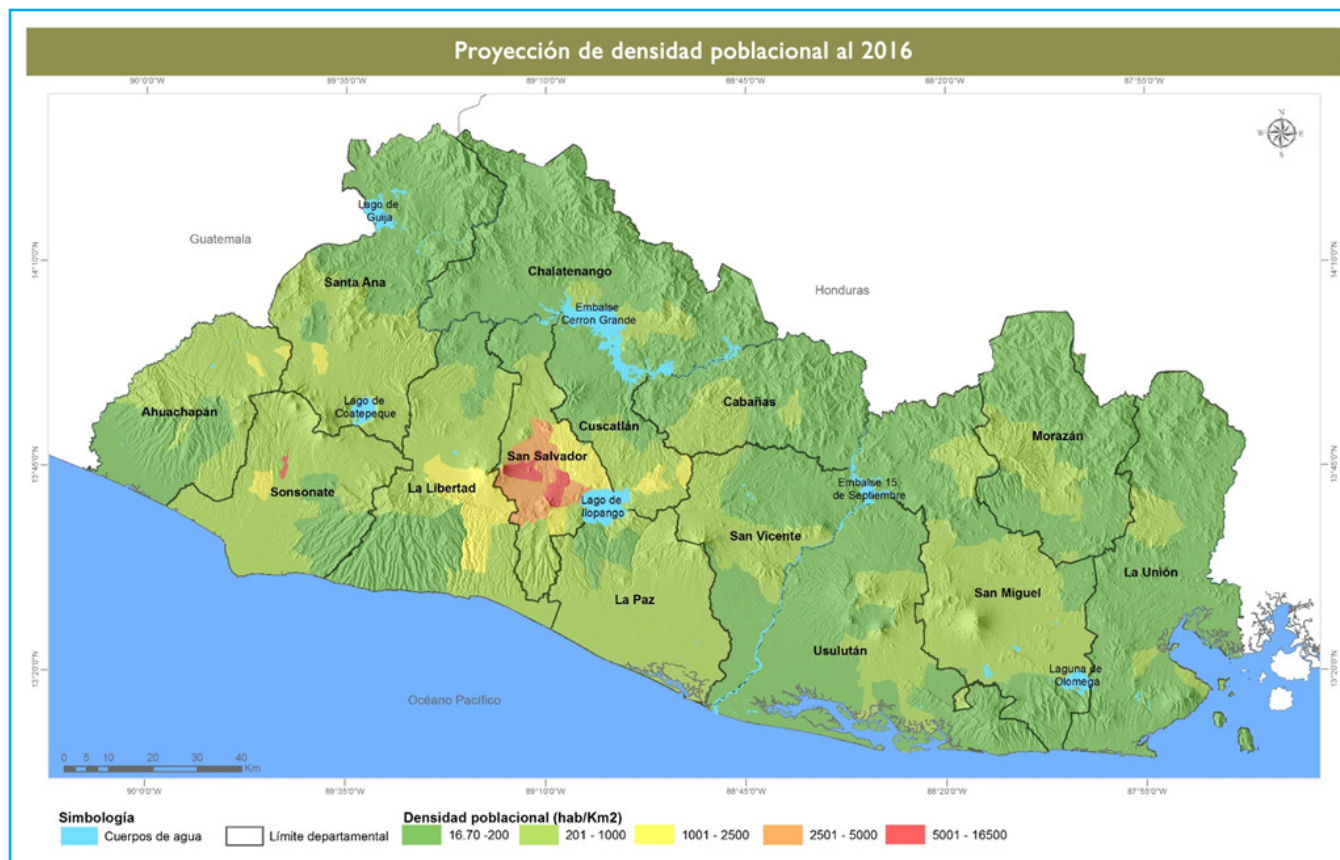 Proyección de densidad poblacional al 2016
90°0'0"W 89°35'0"W 89°10'0"W 88°45'0"W 88°20'0"W 87°55'0"W
N
W E
S
Lago de
Guija
Guatemala
14°10'0"N 14°10'0"N
Chalatenango
Santa Ana
Honduras
Embalse
Cerron Grande
Cabañas
Lago de
Coatepeque
Ahuachapán
Cuscatlán
Morazán
San Salvador
13°45'0"N 13°45'0"N
La Libertad
Sonsonate
Embalse 15
de Septiembre
Lago de
Ilopango
San Vicente
La Unión
San Miguel
La Paz
Usulután
Laguna de
Olomega
13°20'0"N 13°20'0"N
Océano Pacífico
0 5 10 20 30 40
Km
90°0'0"W 89°35'0"W 89°10'0"W 88°45'0"W 88°20'0"W 87°55'0"W
Simbología Densidad poblacional (hab/Km2)
Cuerpos de agua Límite departamental 16.70 -200 201 - 1000 1001 - 2500 2501 - 5000 5001 - 16500